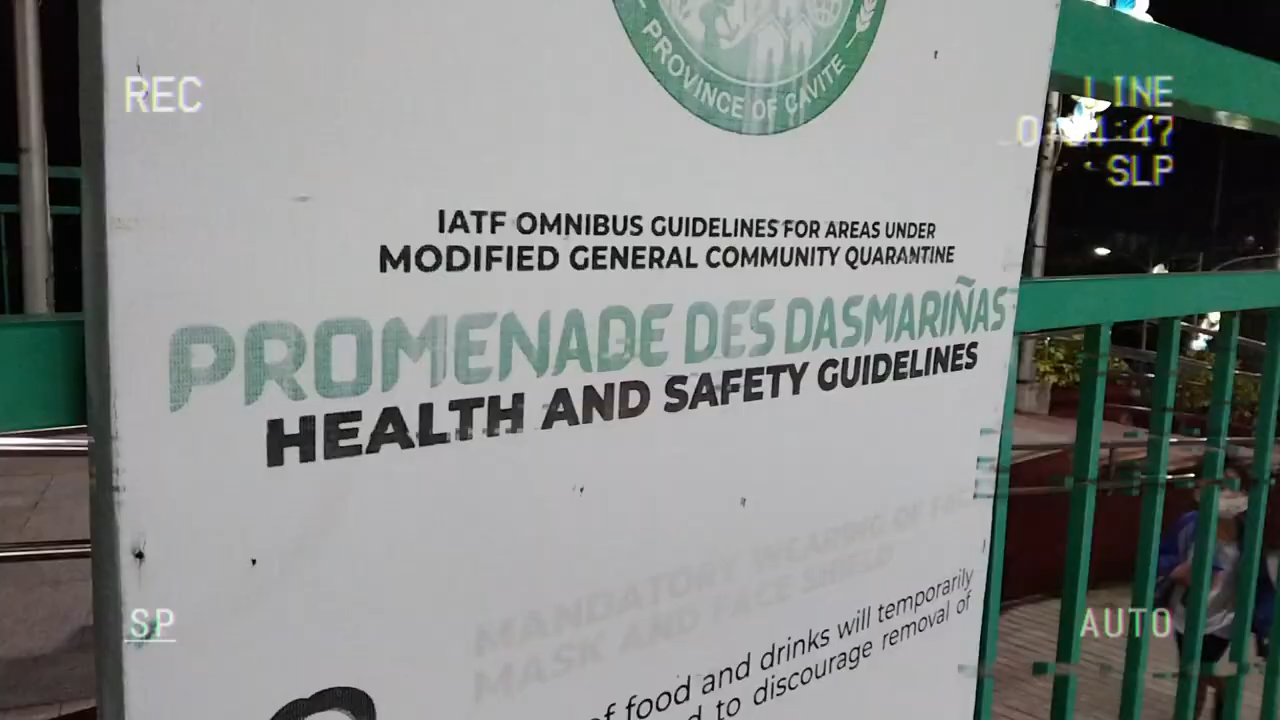 PROVINCE OF CAVITE
REC
LINE
47
SLP
IATF OMNIBUS GUIDELINES FOR AREAS UNDER
MODIFIED GENERAL COMMUNITY QUARANTINE
PROMENADE DES DASMARIÑAS
HEALTH AND SAFETY GUIDELINES
MANDATORY WEARING OF FACE
MASK AND FACE SHIELD
of food and drinks will temporarily
to discourage removal of
SP
AUTO